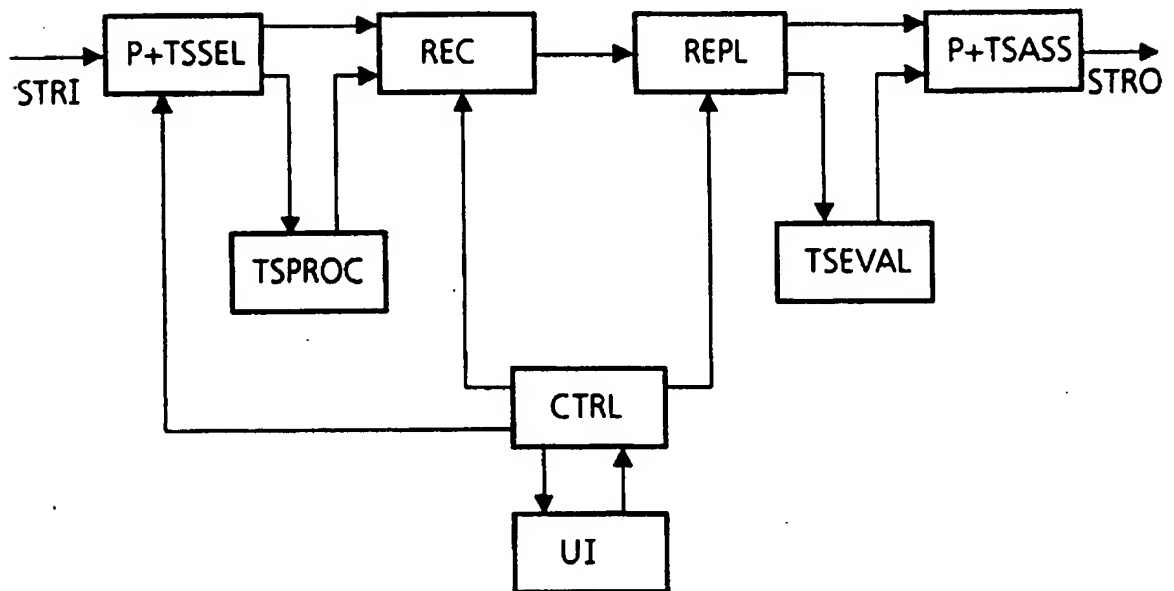 P+TSSEL
REC
REPL
P+TSASS
STRI
STRO
TSPROC
TSEVAL
CTRL
UI